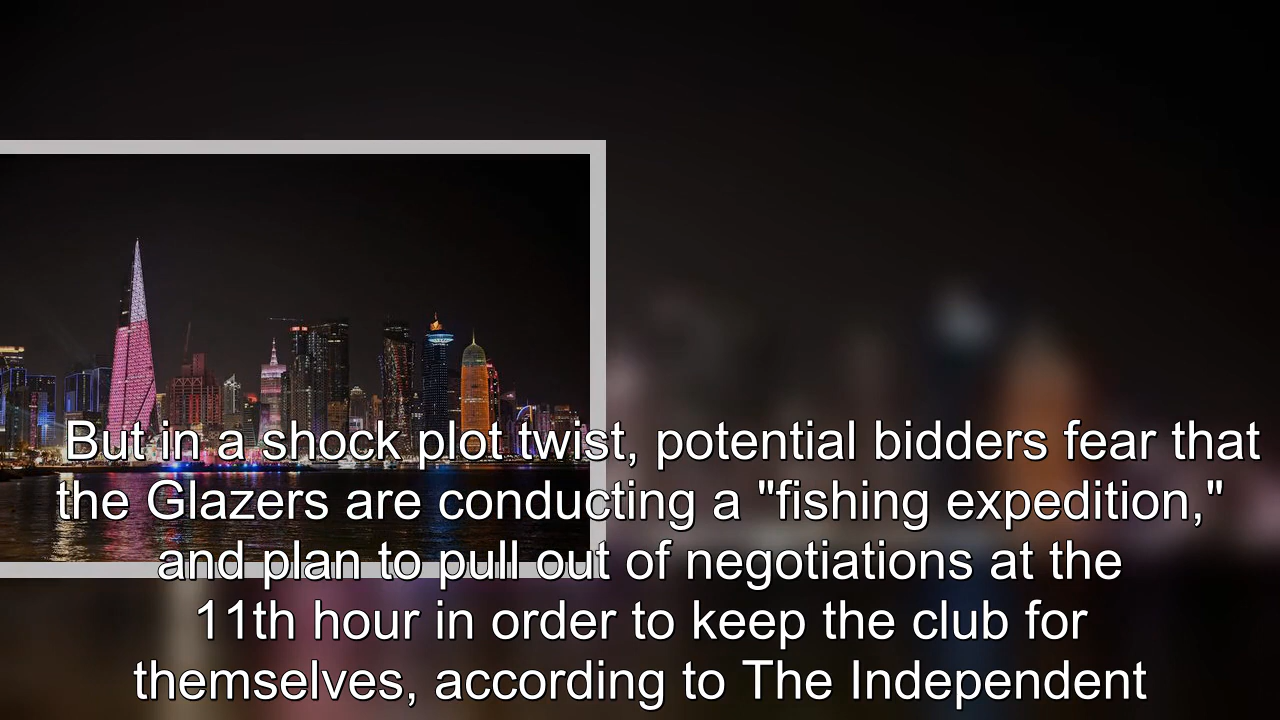 But in a shock plot twist, potential bidders fear that
the Glazers are conducting a "fishing expedition,"
and plan to pull out of negotiations at the
11th hour in order to keep the club for
themselves, according to The Independent